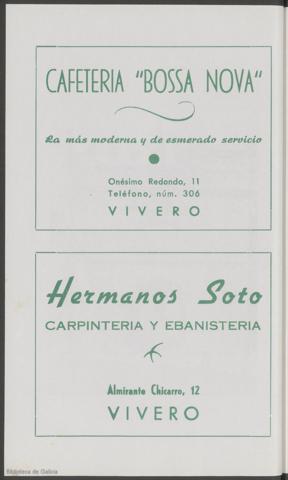 CAFETERIA "BOSSA NOVA"
La más moderna y de esmerado servicio
Onésimo Redondo, 11
Teléfono, núm. 306
VIVERO
Hermanos Soto
CARPINTERIA Y EBANISTERIA
Almirante Chicarro, 12
VIVERO
Biblioteca de Galicia